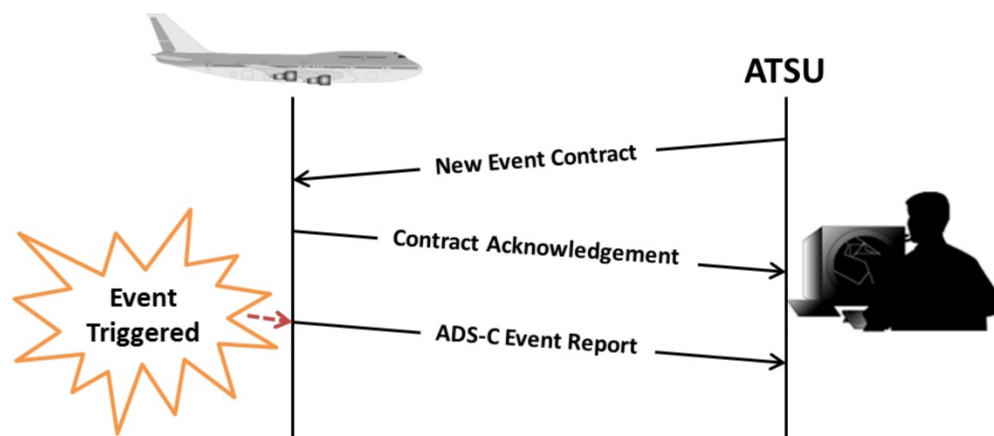 ATSU
New Event Contract
Contract Acknowledgement
Event
Triggered
ADS-C Event Report